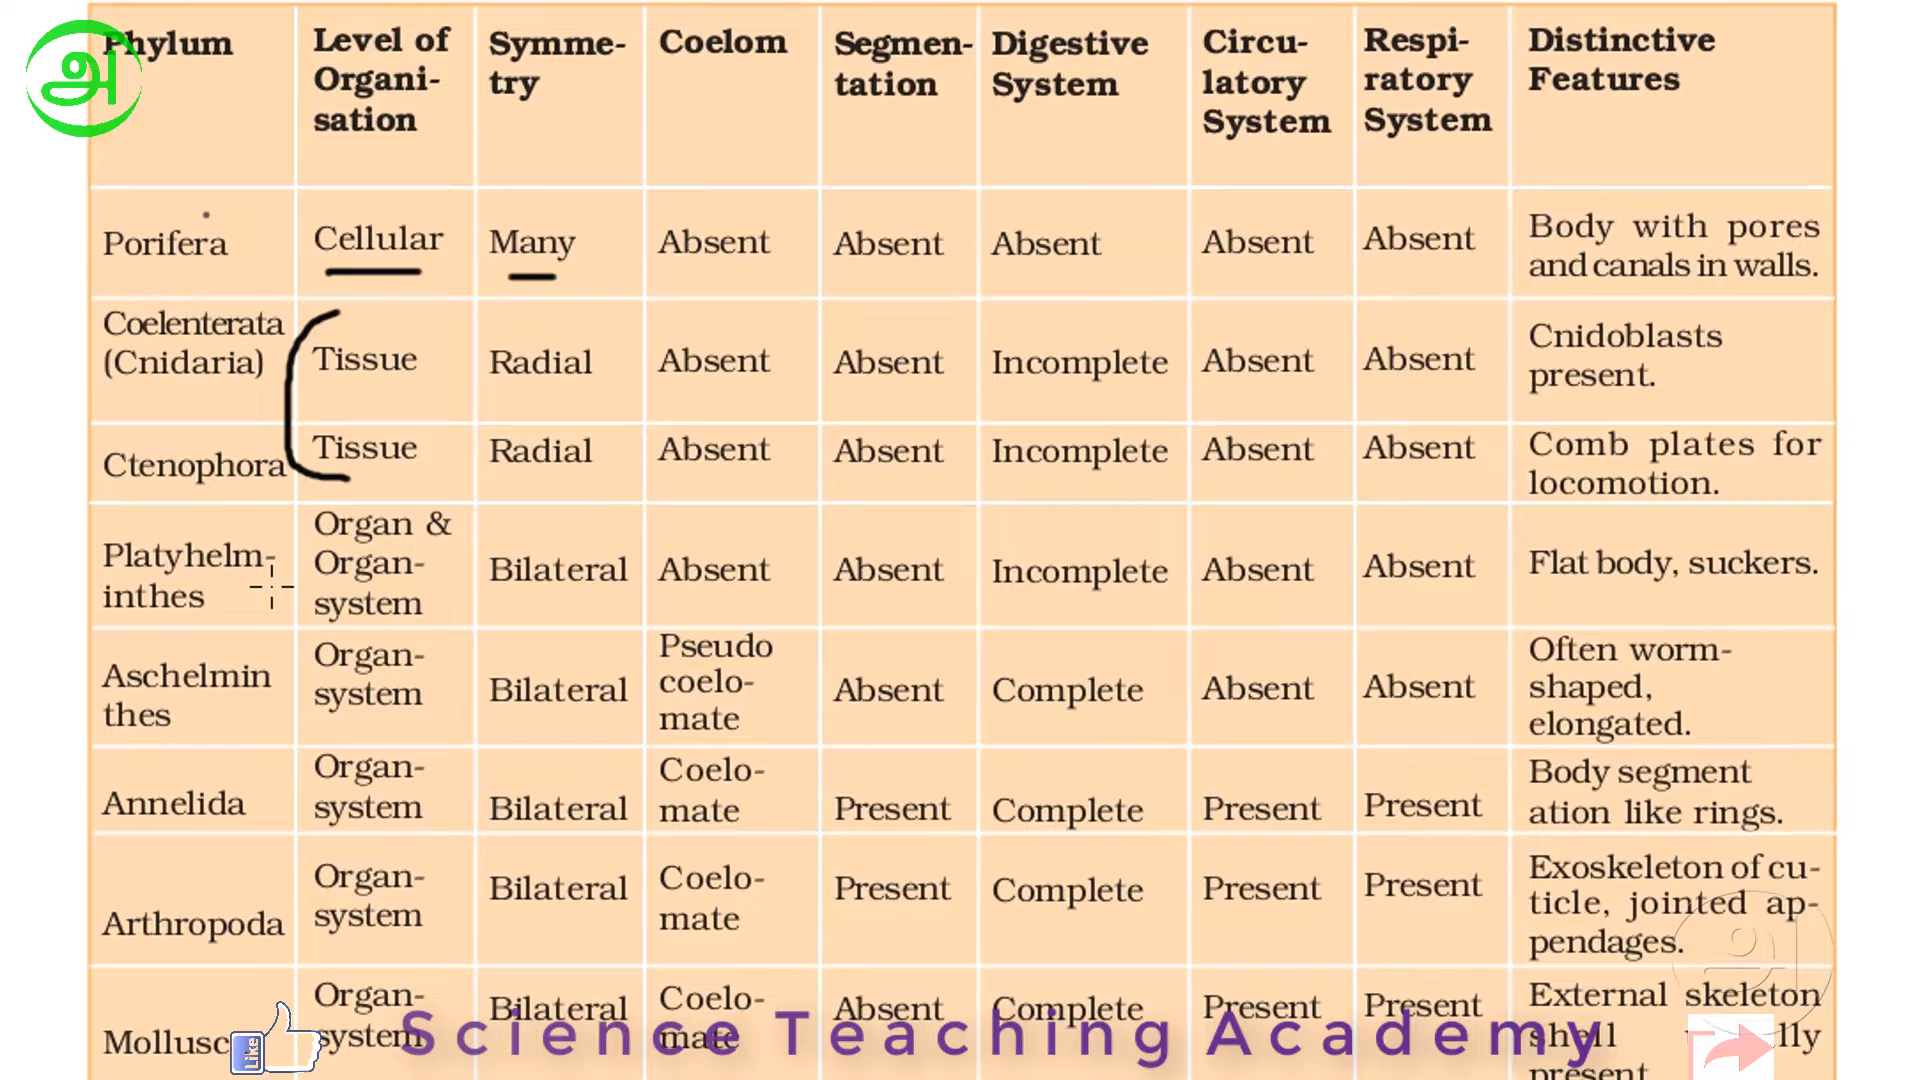 அ
Phylum Level of Organi-sation Symme-try Coelom Segmen-tation Digestive System Circu-latory System Respi-ratory System Distinctive Features
Porifera Cellular Many Absent Absent Absent Absent Absent Body with pores and canals in walls.
Coelenterata (Cnidaria) Tissue Radial Absent Absent Incomplete Absent Absent Cnidoblasts present.
Ctenophora Tissue Radial Absent Absent Incomplete Absent Absent Comb plates for locomotion.
Platyhelm-inthes Organ & Organ-system Bilateral Absent Absent Incomplete Absent Absent Flat body, suckers.
Aschelmin thes Organ-system Bilateral Pseudo coelo-mate Absent Complete Absent Absent Often worm-shaped, elongated.
Annelida Organ-system Bilateral Coelo-mate Present Complete Present Present Body segment ation like rings.
Arthropoda Organ-system Bilateral Coelo-mate Present Complete Present Present Exoskeleton of cu-ticle, jointed ap-pendages.
Organ-system Bilateral Coelo-mate Absent Complete Present Present External skeleton shell present
Like
Science Teaching Academy
அ